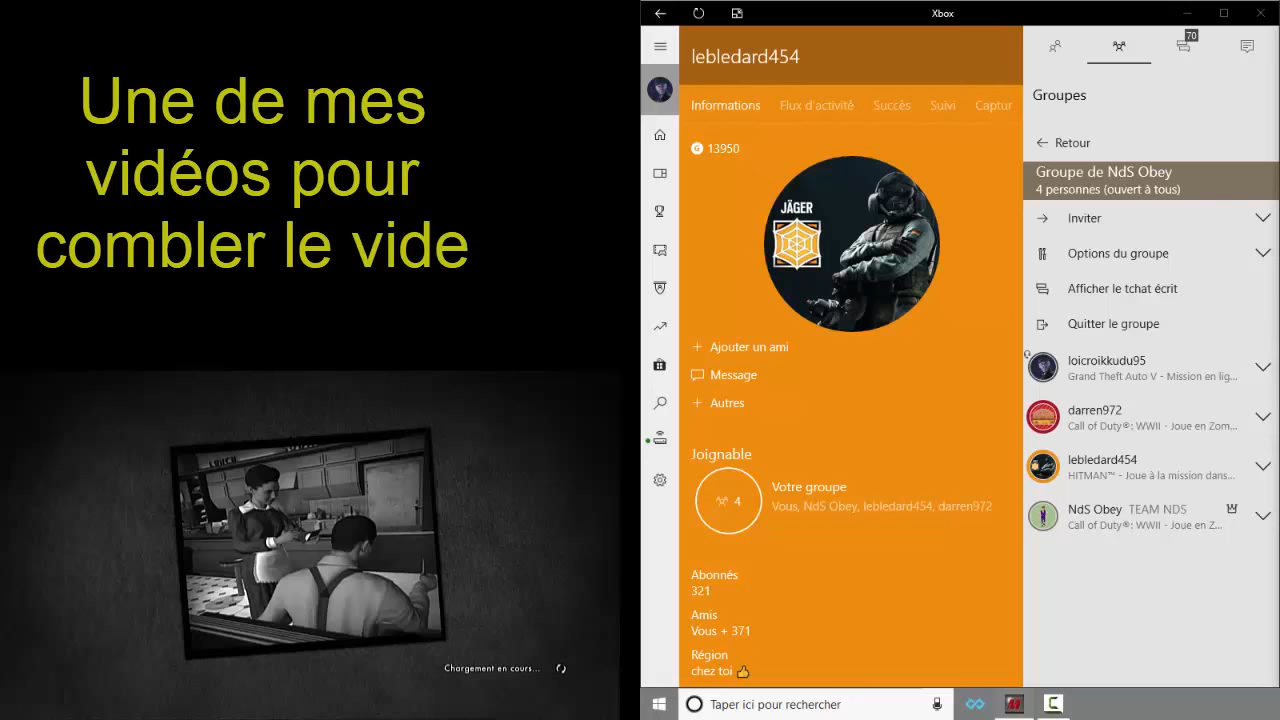 Une de mes
vidéos pour
combler le vide
Chargement en cours...
Xbox
lebledard454
Informations Flux d'activité Succès Suivi Captur
G 13950
JÄGER
Ajouter un ami
Message
Autres
Joignable
4
Votre groupe
Vous, NdS Obey, lebledard454, darren972
Abonnés
321
Amis
Vous + 371
Région
chez toi 👍
70
Groupes
Retour
Groupe de NdS Obey
4 personnes (ouvert à tous)
Inviter
Options du groupe
Afficher le tchat écrit
Quitter le groupe
loicroikkudu95
Grand Theft Auto V - Mission en lig...
darren972
Call of Duty®: WWII - Joue en Zom...
lebledard454
HITMAN™ - Joue à la mission dans...
NdS Obey TEAM NDS
Call of Duty®: WWII - Joue en Z...
Taper ici pour rechercher